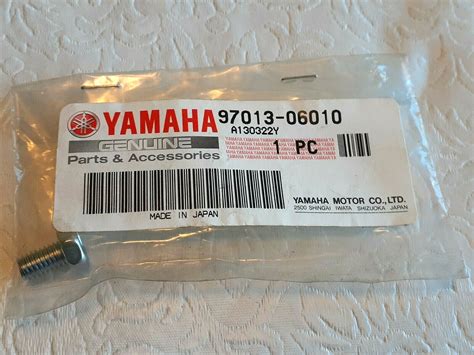 YAMAHA 97013-06010
GENUINE A130322Y
Parts & Accessories 1 PC
MADE IN JAPAN
YAMAHA MOTOR CO.,LTD.
2500 SHINGAI IWATA SHIZUOKA JAPAN